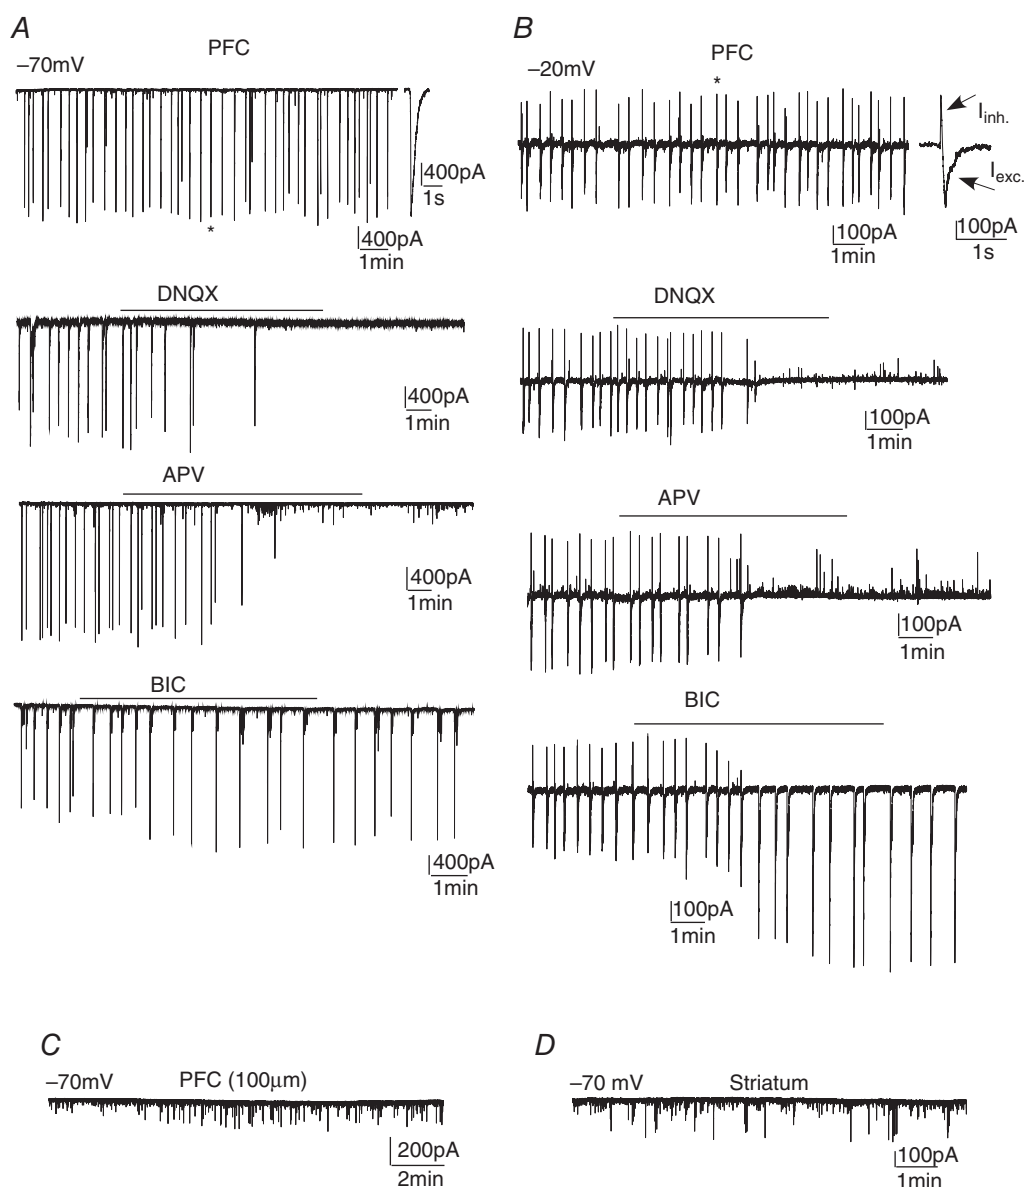 A
PFC
–70mV
400pA
1s
*
400pA
1min
DNQX
400pA
1min
APV
400pA
1min
BIC
400pA
1min
B
PFC
–20mV
*
Iinh.
Iexc.
100pA
1min
100pA
1s
DNQX
100pA
1min
APV
100pA
1min
BIC
100pA
1min
C
–70mV
PFC (100μm)
200pA
2min
D
–70 mV
Striatum
100pA
1min